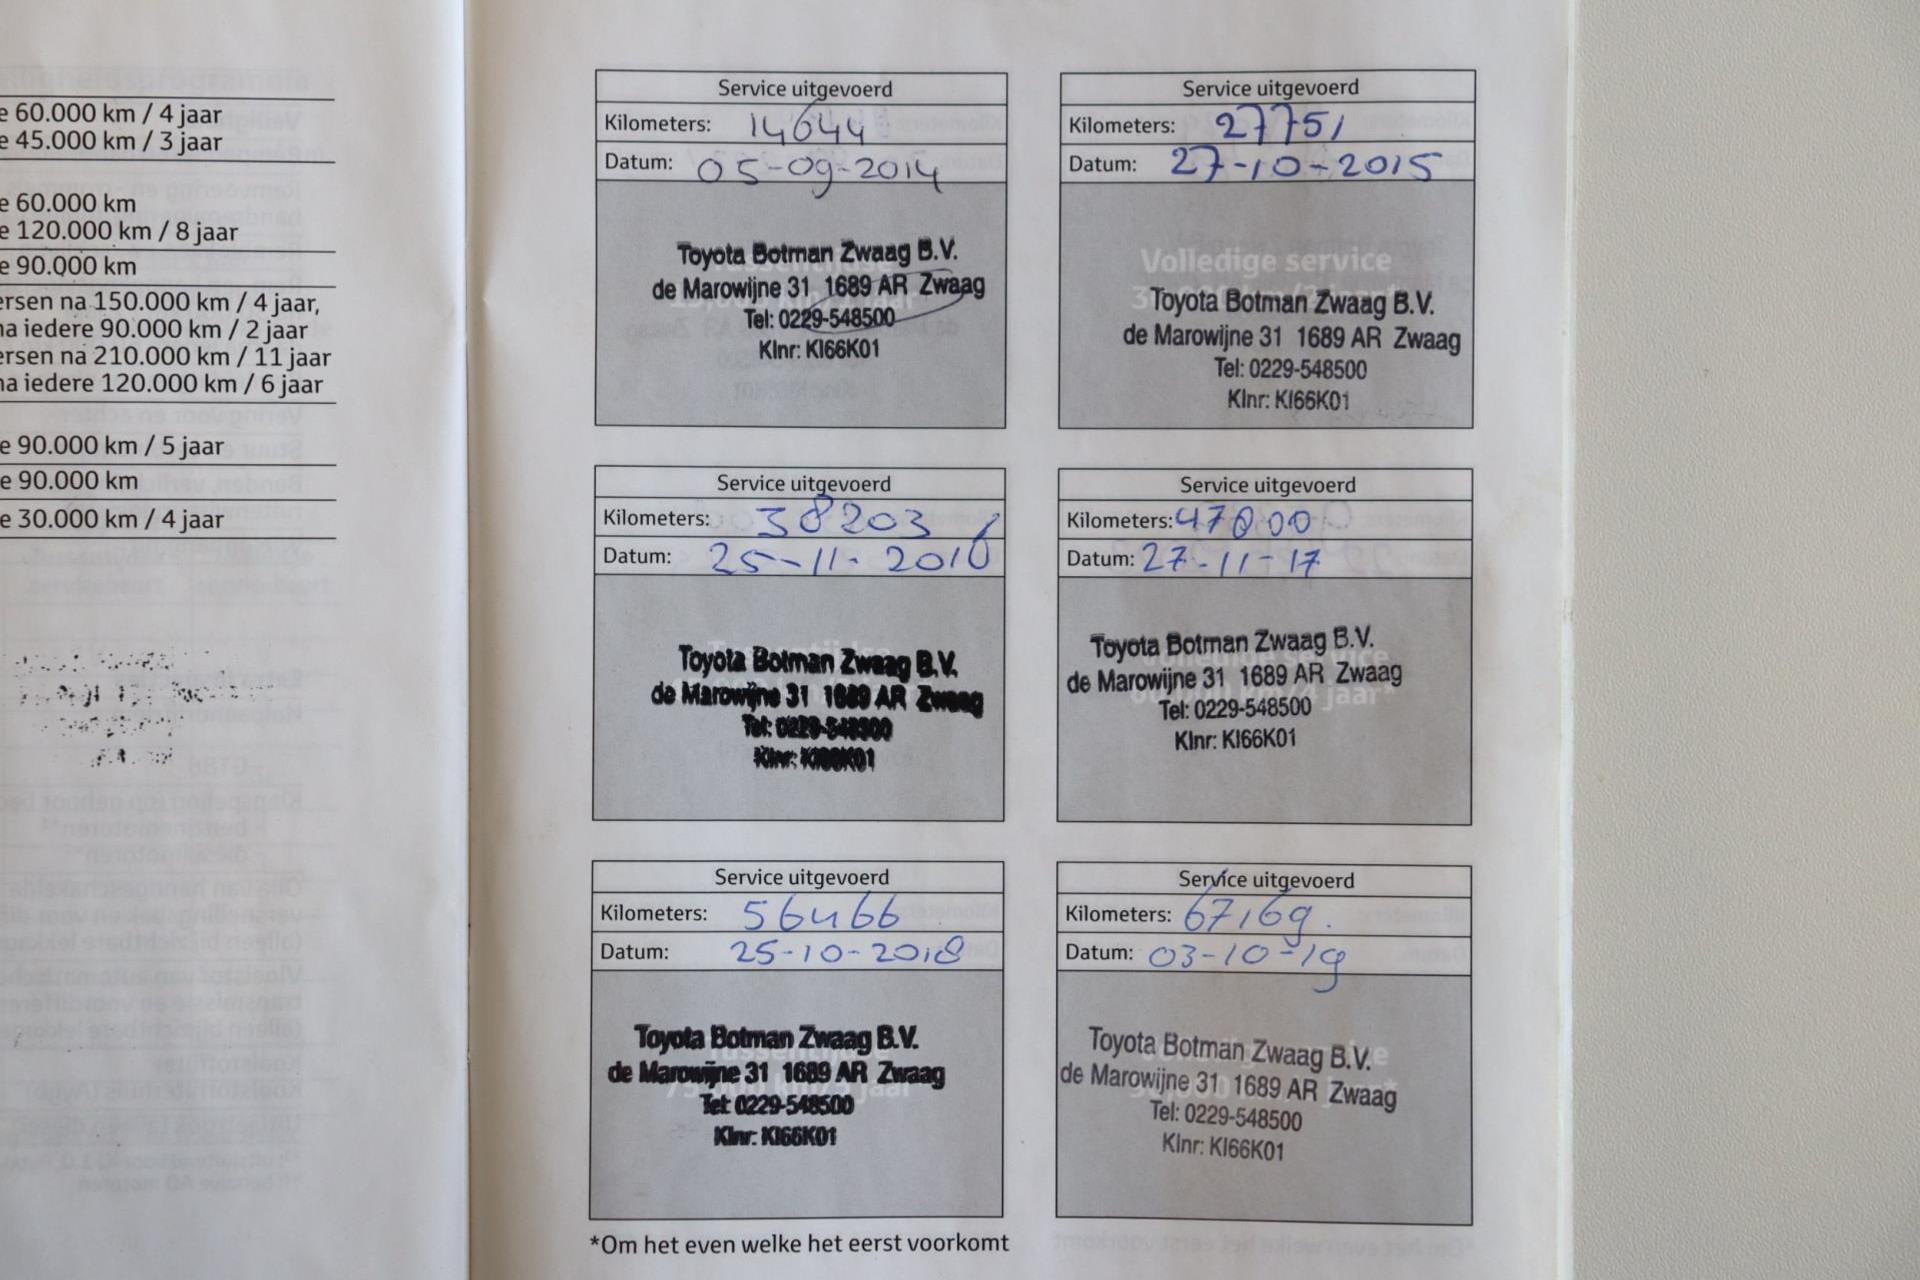 e 60.000 km / 4 jaar
e 45.000 km / 3 jaar
e 60.000 km
e 120.000 km / 8 jaar
e 90.000 km
ersen na 150.000 km / 4 jaar,
na iedere 90.000 km / 2 jaar
ersen na 210.000 km / 11 jaar
na iedere 120.000 km / 6 jaar
e 90.000 km / 5 jaar
e 90.000 km
e 30.000 km / 4 jaar
Service uitgevoerd
Kilometers: 14644
Datum: 05-09-2014
Toyota Botman Zwaag B.V.
de Marowijne 31 1689 AR Zwaag
Tel: 0229-548500
Klnr: KI66K01
Service uitgevoerd
Kilometers: 27751
Datum: 27-10-2015
Volledige service
Toyota Botman Zwaag B.V.
de Marowijne 31 1689 AR Zwaag
Tel: 0229-548500
Klnr: KI66K01
Service uitgevoerd
Kilometers: 38203
Datum: 25-11-2016
Toyota Botman Zwaag B.V.
de Marowijne 31 1689 AR Zwaag
Tel: 0229-548500
Klnr: KI66K01
Service uitgevoerd
Kilometers: 47800
Datum: 27-11-17
Toyota Botman Zwaag B.V.
de Marowijne 31 1689 AR Zwaag
Tel: 0229-548500
Klnr: KI66K01
Service uitgevoerd
Kilometers: 56466
Datum: 25-10-2018
Toyota Botman Zwaag B.V.
de Marowijne 31 1689 AR Zwaag
Tel: 0229-548500
Klnr: KI66K01
Service uitgevoerd
Kilometers: 67169.
Datum: 03-10-19
Toyota Botman Zwaag B.V.
de Marowijne 31 1689 AR Zwaag
Tel: 0229-548500
Klnr: KI66K01
*Om het even welke het eerst voorkomt